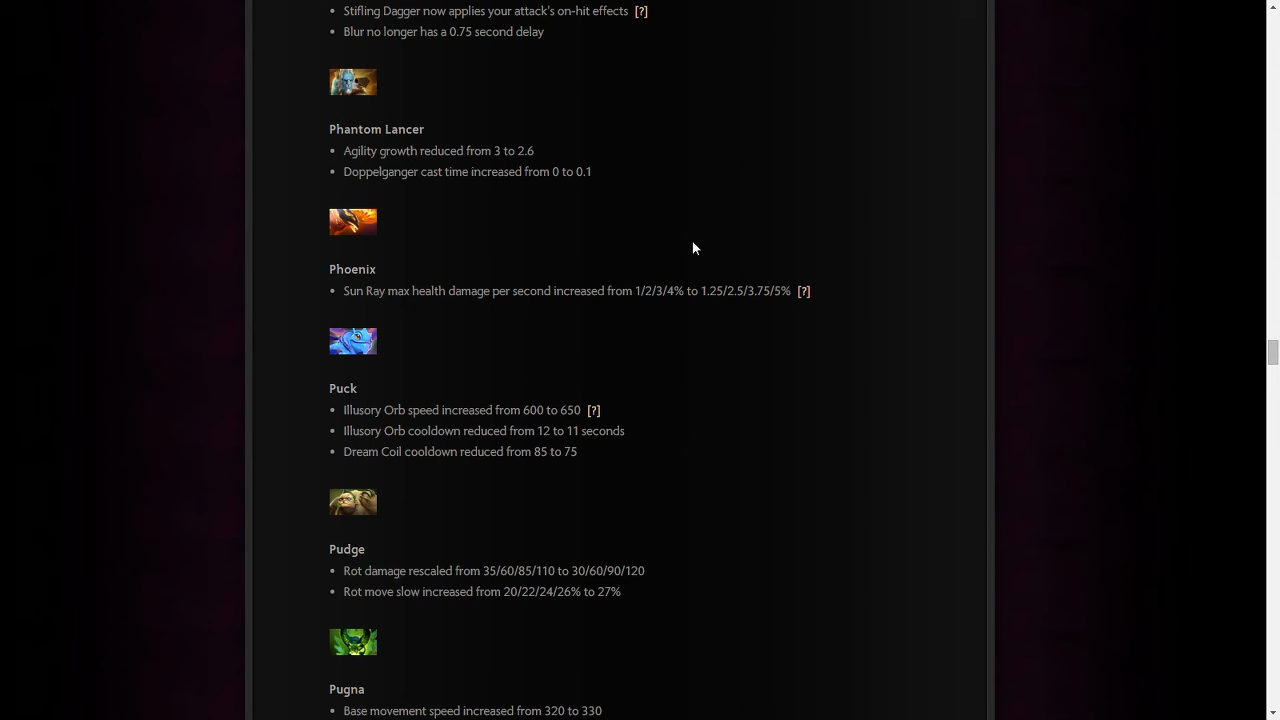 • Stifling Dagger now applies your attack's on-hit effects [?]
• Blur no longer has a 0.75 second delay
Phantom Lancer
• Agility growth reduced from 3 to 2.6
• Doppelganger cast time increased from 0 to 0.1
Phoenix
• Sun Ray max health damage per second increased from 1/2/3/4% to 1.25/2.5/3.75/5% [?]
Puck
• Illusory Orb speed increased from 600 to 650 [?]
• Illusory Orb cooldown reduced from 12 to 11 seconds
• Dream Coil cooldown reduced from 85 to 75
Pudge
• Rot damage rescaled from 35/60/85/110 to 30/60/90/120
• Rot move slow increased from 20/22/24/26% to 27%
Pugna
• Base movement speed increased from 320 to 330